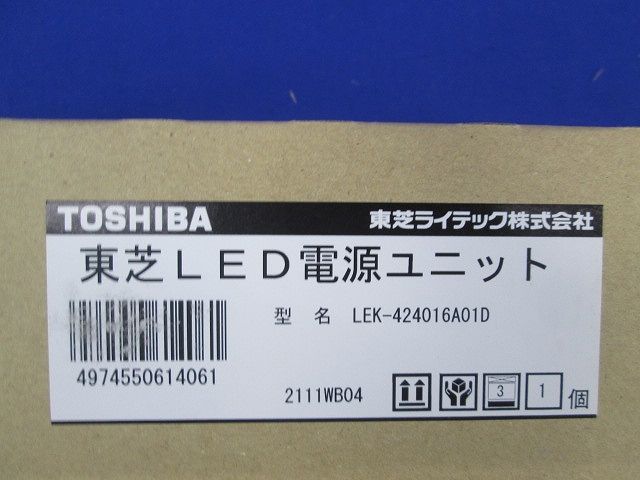 TOSHIBA 東芝ライテック株式会社
東芝LED電源ユニット
型 名 LEK-424016A01D
4974550614061
2111WB04 3 1 個